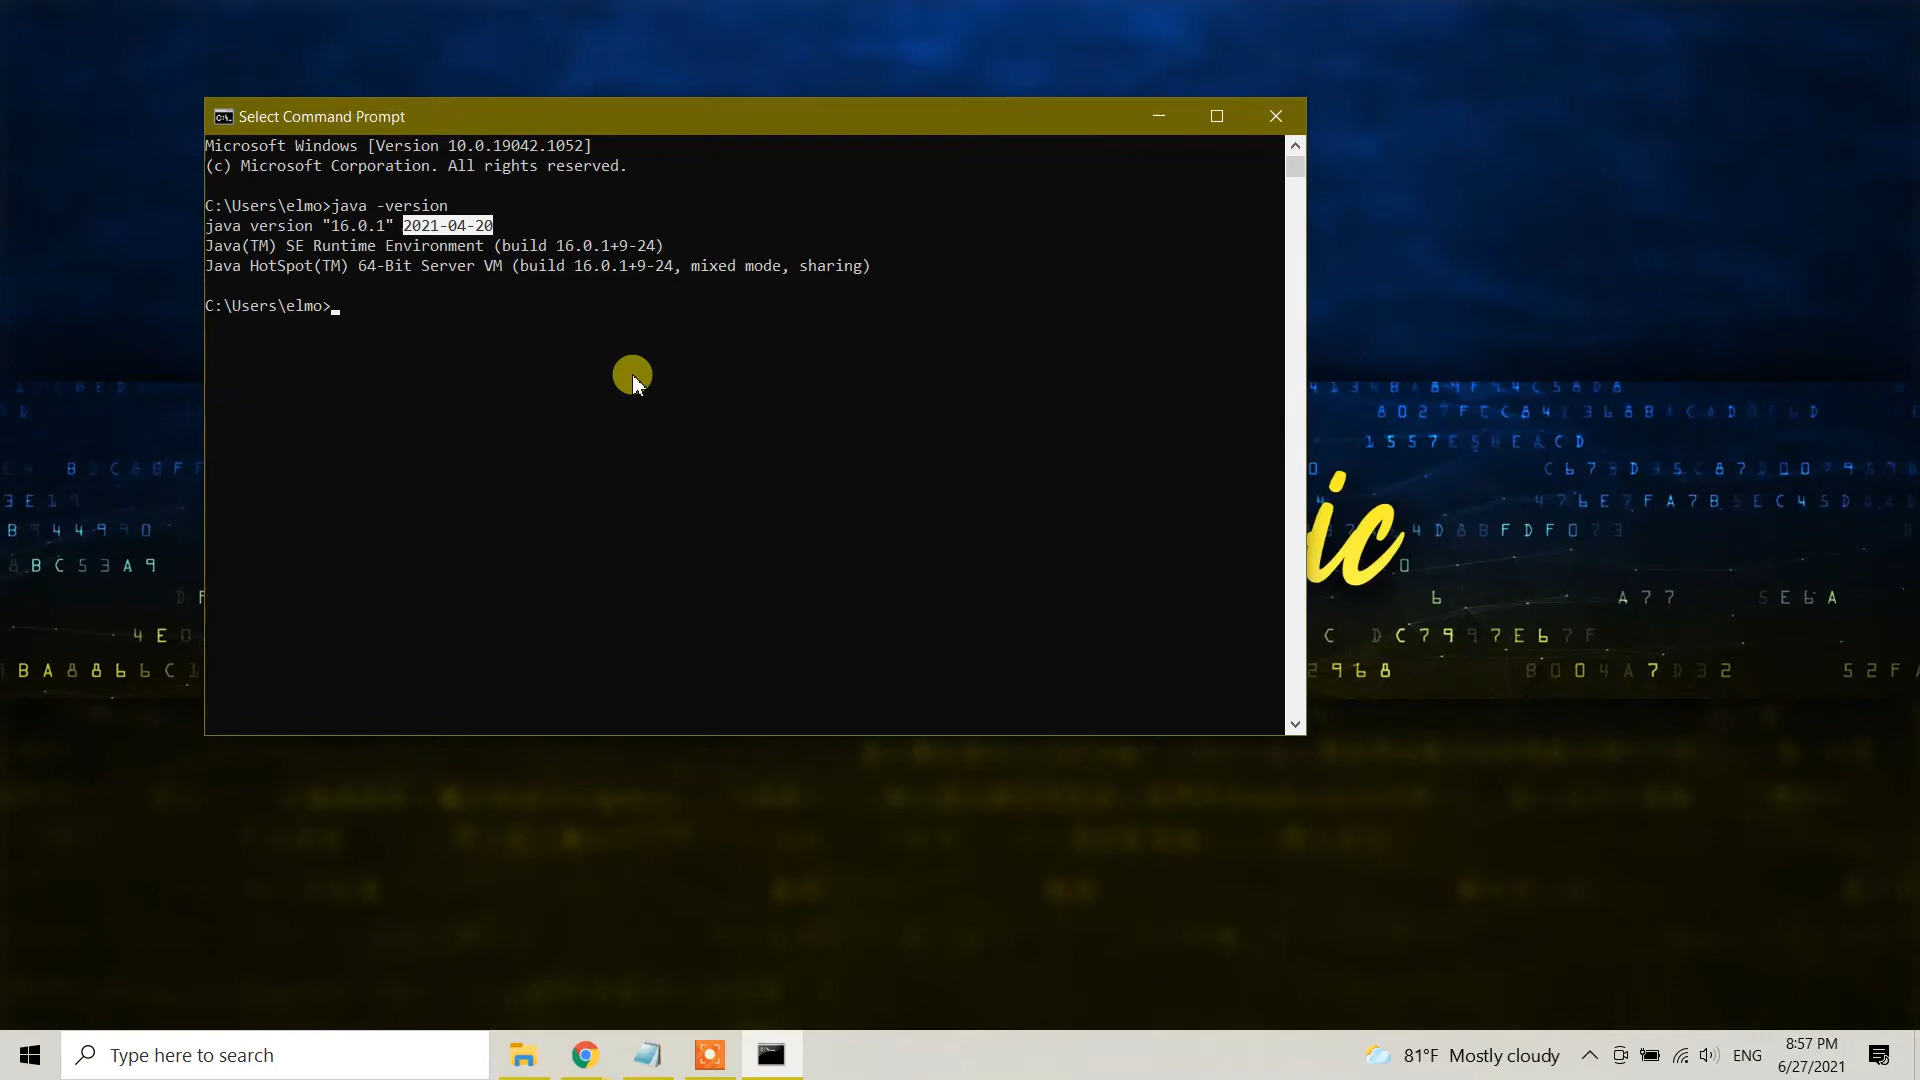 Select Command Prompt
Microsoft Windows [Version 10.0.19042.1052]
(c) Microsoft Corporation. All rights reserved.
C:\Users\elmo>java -version
java version "16.0.1" 2021-04-20
Java(TM) SE Runtime Environment (build 16.0.1+9-24)
Java HotSpot(TM) 64-Bit Server VM (build 16.0.1+9-24, mixed mode, sharing)
C:\Users\elmo>
ic
Type here to search
81°F Mostly cloudy
ENG
8:57 PM
6/27/2021